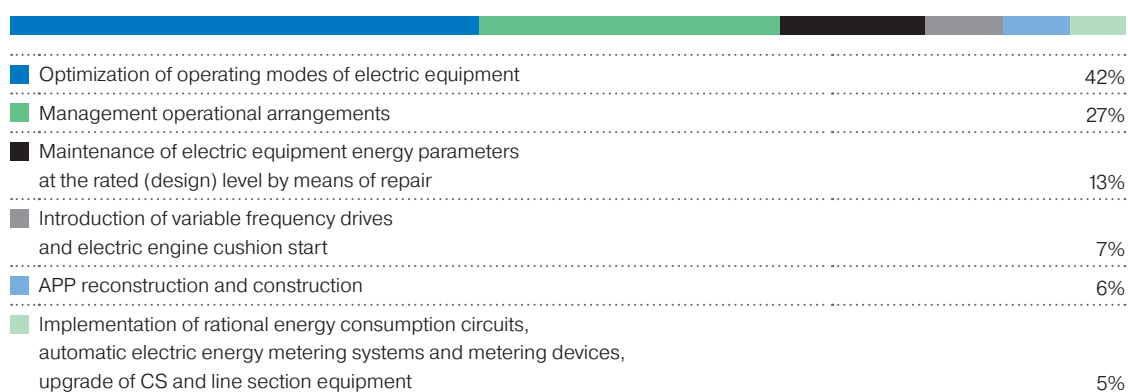 Optimization of operating modes of electric equipment 42%
Management operational arrangements 27%
Maintenance of electric equipment energy parameters
at the rated (design) level by means of repair 13%
Introduction of variable frequency drives
and electric engine cushion start 7%
APP reconstruction and construction 6%
Implementation of rational energy consumption circuits,
automatic electric energy metering systems and metering devices,
upgrade of CS and line section equipment 5%